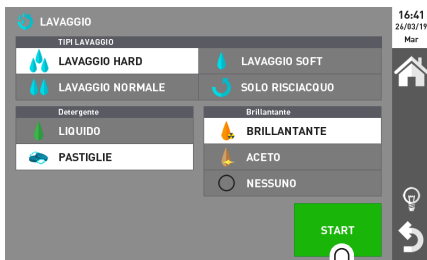 LAVAGGIO
16:41
26/03/19
Mar
TIPI LAVAGGIO
LAVAGGIO HARD
LAVAGGIO SOFT
LAVAGGIO NORMALE
SOLO RISCIACQUO
Detergente
Brillantante
LIQUIDO
BRILLANTANTE
PASTIGLIE
ACETO
NESSUNO
START